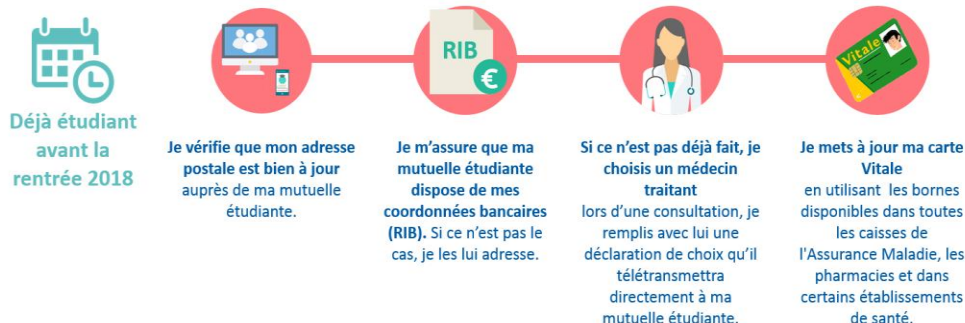 Déjà étudiant
avant la
rentrée 2018
RIB
€
Vitale
Je vérifie que mon adresse
postale est bien à jour
auprès de ma mutuelle
étudiante.
Je m'assure que ma
mutuelle étudiante
dispose de mes
coordonnées bancaires
(RIB). Si ce n'est pas le
cas, je les lui adresse.
Si ce n'est pas déjà fait, je
choisis un médecin
traitant
lors d'une consultation, je
remplis avec lui une
déclaration de choix qu'il
télétransmettra
directement à ma
mutuelle étudiante.
Je mets à jour ma carte
Vitale
en utilisant les bornes
disponibles dans toutes
les caisses de
l'Assurance Maladie, les
pharmacies et dans
certains établissements
de santé.